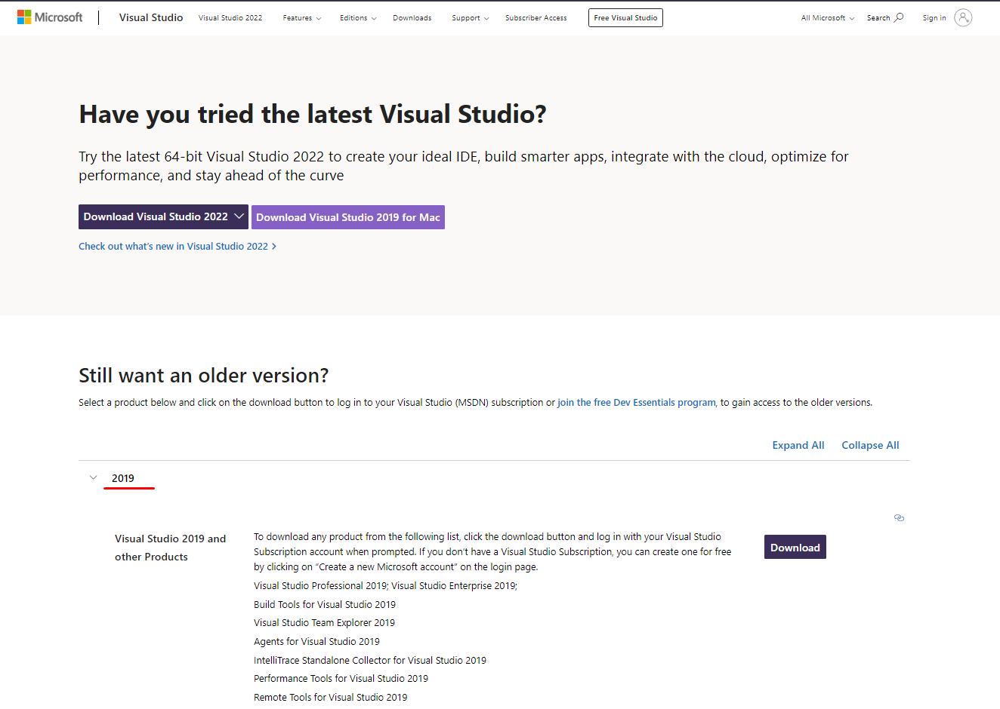 Microsoft Visual Studio Visual Studio 2022 Features Editions Downloads Support Subscriber Access Free Visual Studio All Microsoft Search Sign in
Have you tried the latest Visual Studio?
Try the latest 64-bit Visual Studio 2022 to create your ideal IDE, build smarter apps, integrate with the cloud, optimize for
performance, and stay ahead of the curve
Download Visual Studio 2022 Download Visual Studio 2019 for Mac
Check out what's new in Visual Studio 2022
Still want an older version?
Select a product below and click on the download button to log in to your Visual Studio (MSDN) subscription or join the free Dev Essentials program, to gain access to the older versions.
Expand All Collapse All
2019
Visual Studio 2019 and
other Products
To download any product from the following list, click the download button and log in with your Visual Studio
Subscription account when prompted. If you don't have a Visual Studio Subscription, you can create one for free
by clicking on “Create a new Microsoft account” on the login page.
Visual Studio Professional 2019; Visual Studio Enterprise 2019;
Build Tools for Visual Studio 2019
Visual Studio Team Explorer 2019
Agents for Visual Studio 2019
IntelliTrace Standalone Collector for Visual Studio 2019
Performance Tools for Visual Studio 2019
Remote Tools for Visual Studio 2019
Download